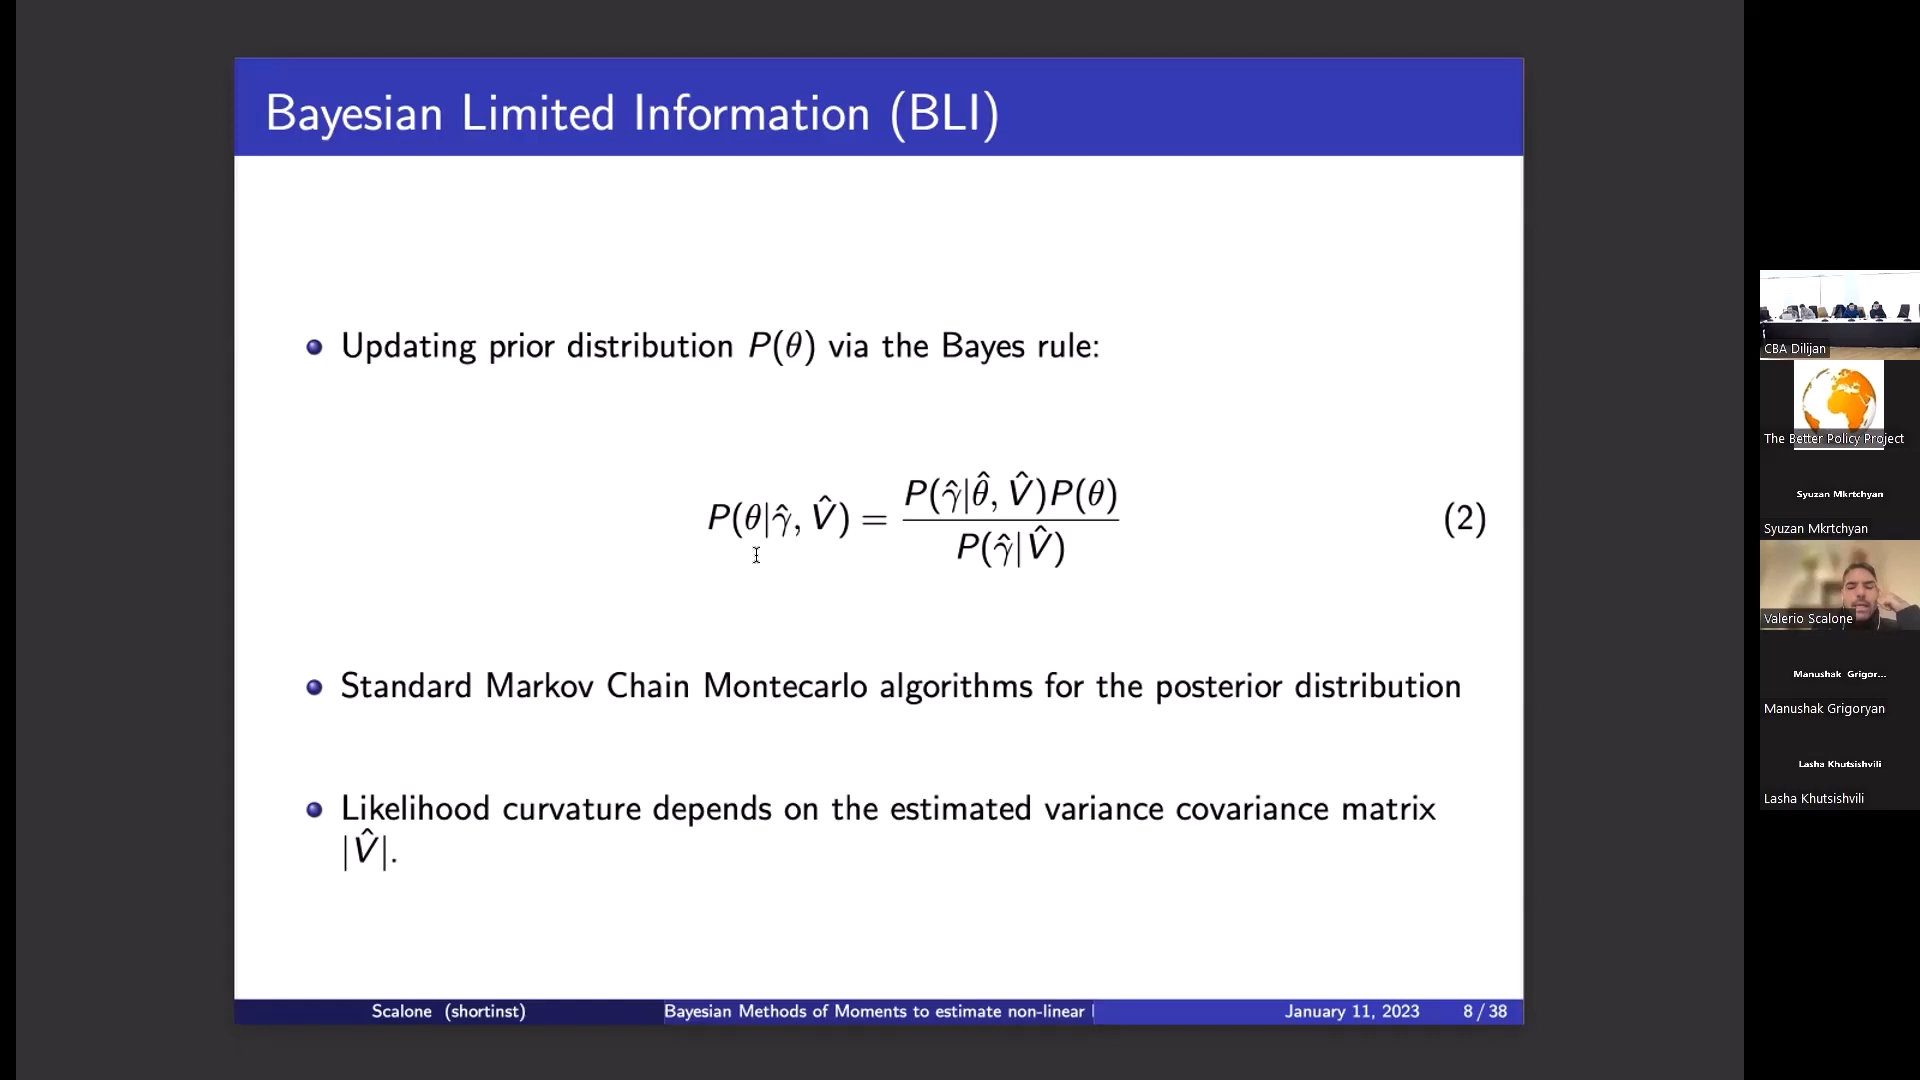 Bayesian Limited Information (BLI)
Updating prior distribution P(θ) via the Bayes rule:
P(θ|γ̂, V̂) = P(γ̂|θ̂, V̂)P(θ) / P(γ̂|V̂) (2)
Standard Markov Chain Montecarlo algorithms for the posterior distribution
Likelihood curvature depends on the estimated variance covariance matrix
|V̂|.
Scalone (shortinst) Bayesian Methods of Moments to estimate non-linear January 11, 2023 8 / 38
CBA Dilijan
The Better Policy Project
Syuzan Mkrtchyan
Syuzan Mkrtchyan
Valerio Scalone
Manushak Grigor...
Manushak Grigoryan
Lasha Khutsishvili
Lasha Khutsishvili